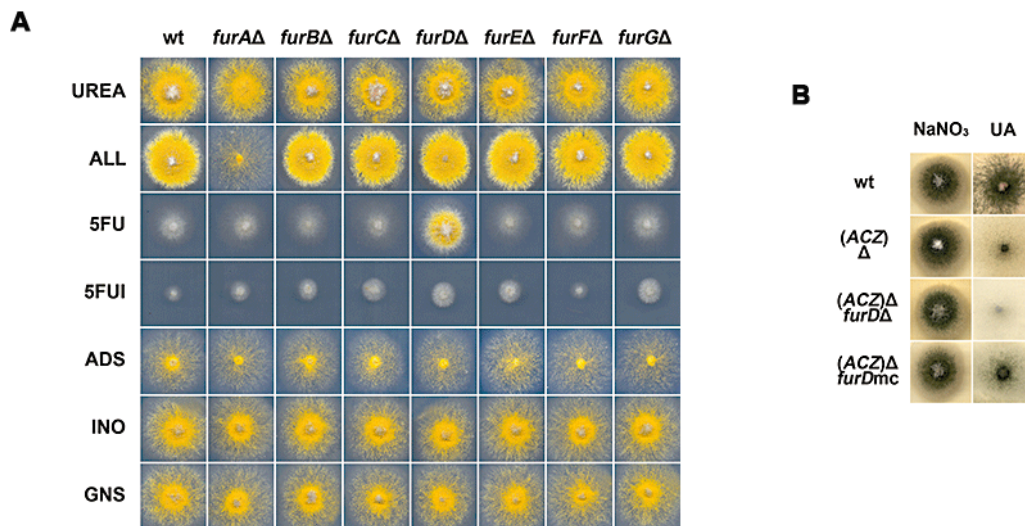 A
wt furAΔ furBΔ furCΔ furDΔ furEΔ furFΔ furGΔ
UREA
ALL
5FU
5FUI
ADS
INO
GNS
B
NaNO₃ UA
wt
(ACZ)
Δ
(ACZ)Δ
furDΔ
(ACZ)Δ
furDmc